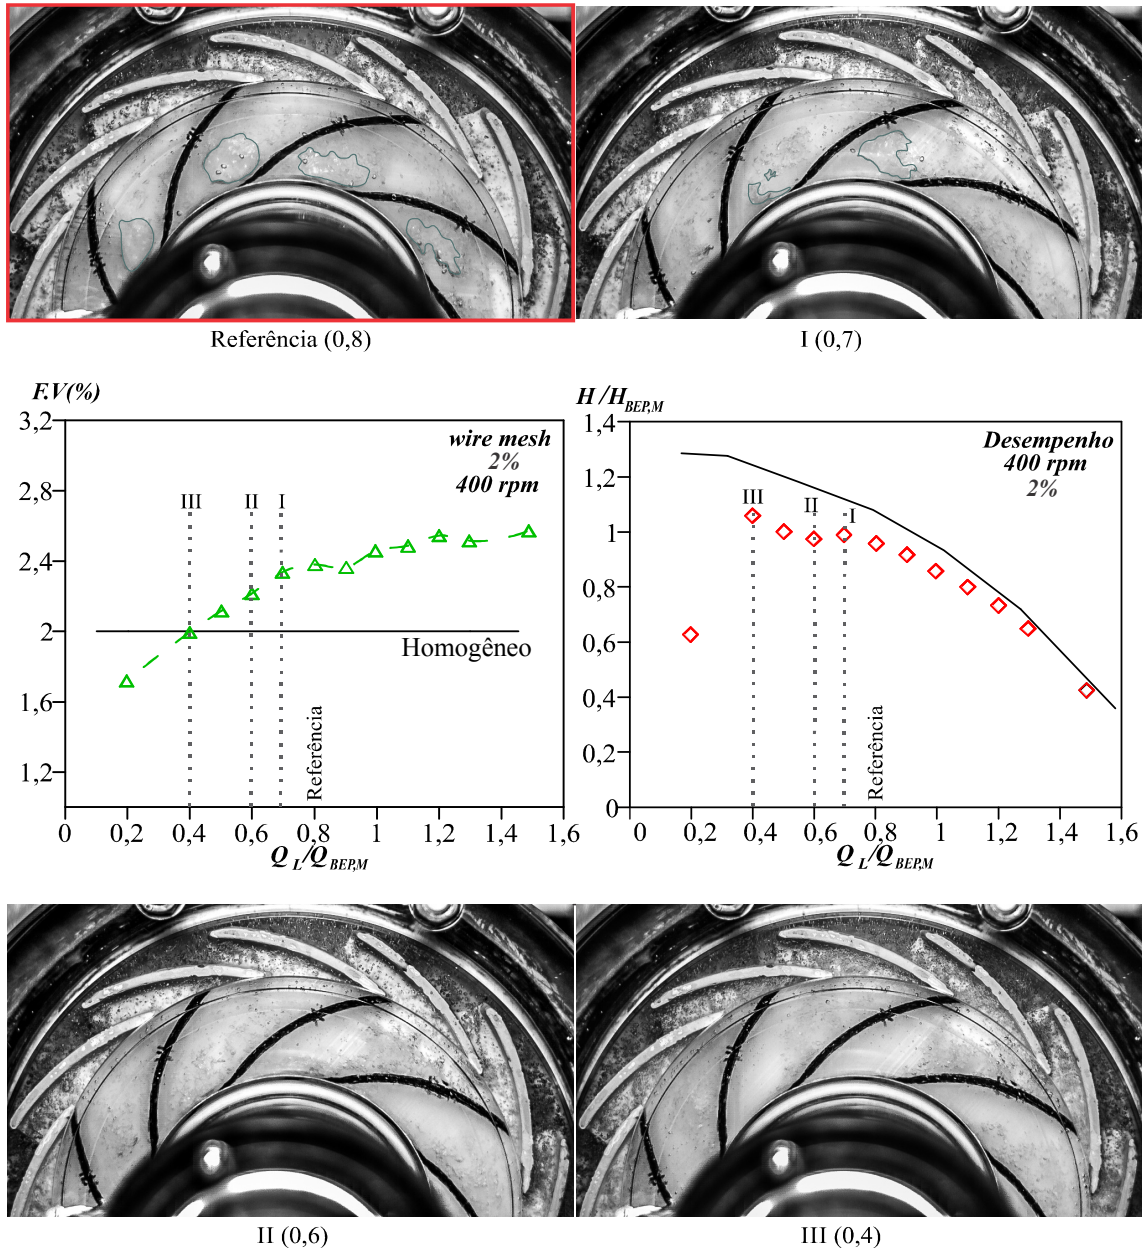 Referência (0,8)
I (0,7)
F.V(%)
3,2
2,8
2,4
2
1,6
1,2
wire mesh
2%
400 rpm
III
II
I
Homogêneo
Referência
0
0,2
0,4
0,6
0,8
1
1,2
1,4
1,6
Q L/QBEP,M
H/HBEP,M
1,4
1,2
1
0,8
0,6
0,4
0,2
0
Desempenho
400 rpm
2%
III
II
I
Referência
0
0,2
0,4
0,6
0,8
1
1,2
1,4
1,6
Q L/QBEP,M
II (0,6)
III (0,4)